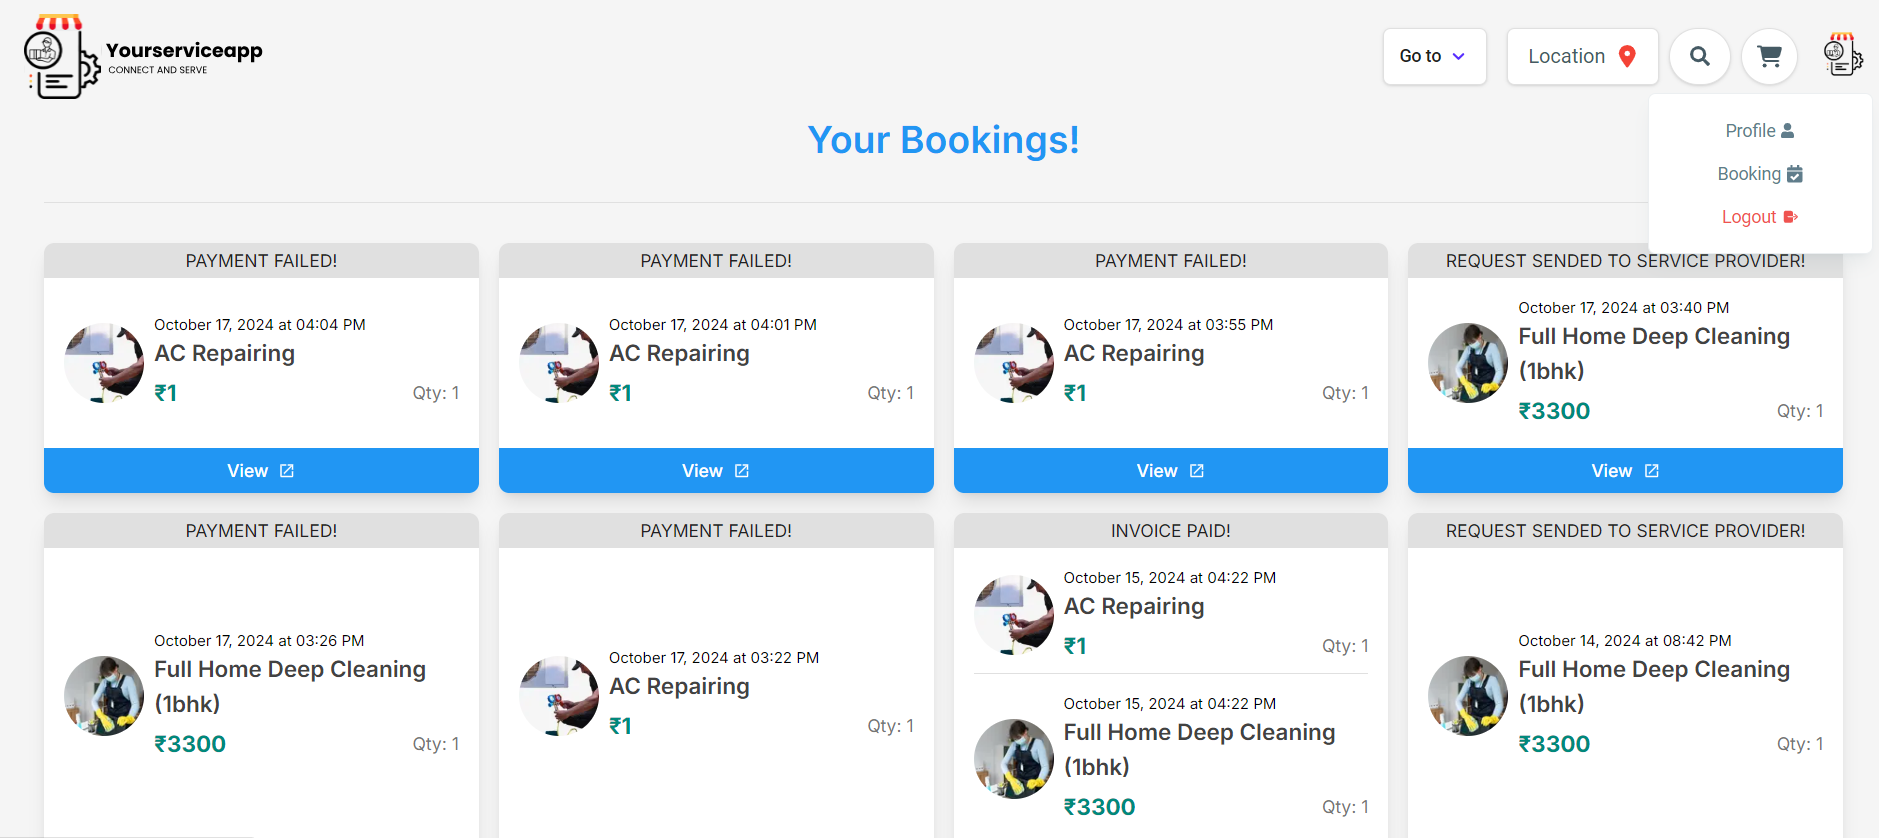 Yourserviceapp
CONNECT AND SERVE
Go to
Location
Profile
Booking
Logout
Your Bookings!
PAYMENT FAILED!
October 17, 2024 at 04:04 PM
AC Repairing
₹1
Qty: 1
View
PAYMENT FAILED!
October 17, 2024 at 04:01 PM
AC Repairing
₹1
Qty: 1
View
PAYMENT FAILED!
October 17, 2024 at 03:55 PM
AC Repairing
₹1
Qty: 1
View
REQUEST SENDED TO SERVICE PROVIDER!
October 17, 2024 at 03:40 PM
Full Home Deep Cleaning
(1bhk)
₹3300
Qty: 1
View
PAYMENT FAILED!
October 17, 2024 at 03:26 PM
Full Home Deep Cleaning
(1bhk)
₹3300
Qty: 1
PAYMENT FAILED!
October 17, 2024 at 03:22 PM
AC Repairing
₹1
Qty: 1
INVOICE PAID!
October 15, 2024 at 04:22 PM
AC Repairing
₹1
Qty: 1
October 15, 2024 at 04:22 PM
Full Home Deep Cleaning
(1bhk)
₹3300
Qty: 1
REQUEST SENDED TO SERVICE PROVIDER!
October 14, 2024 at 08:42 PM
Full Home Deep Cleaning
(1bhk)
₹3300
Qty: 1